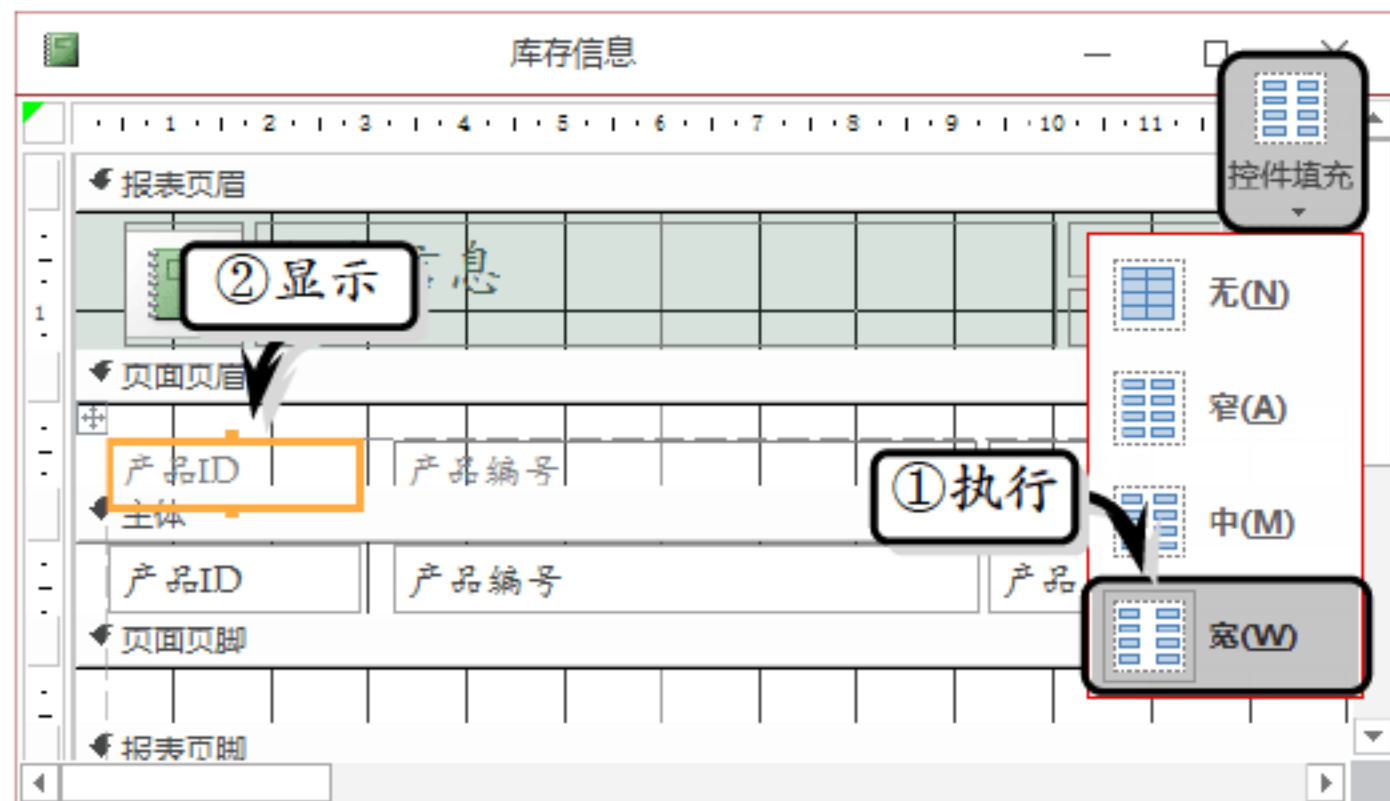 库存信息
1 2 3 4 5 6 7 8 9 10 11
控件填充
报表页眉
息
②显示
1
无(N)
页面页眉
窄(A)
产品ID 产品编号
①执行
中(M)
主体
产品ID 产品编号 产品
宽(W)
页面页脚
报表页脚